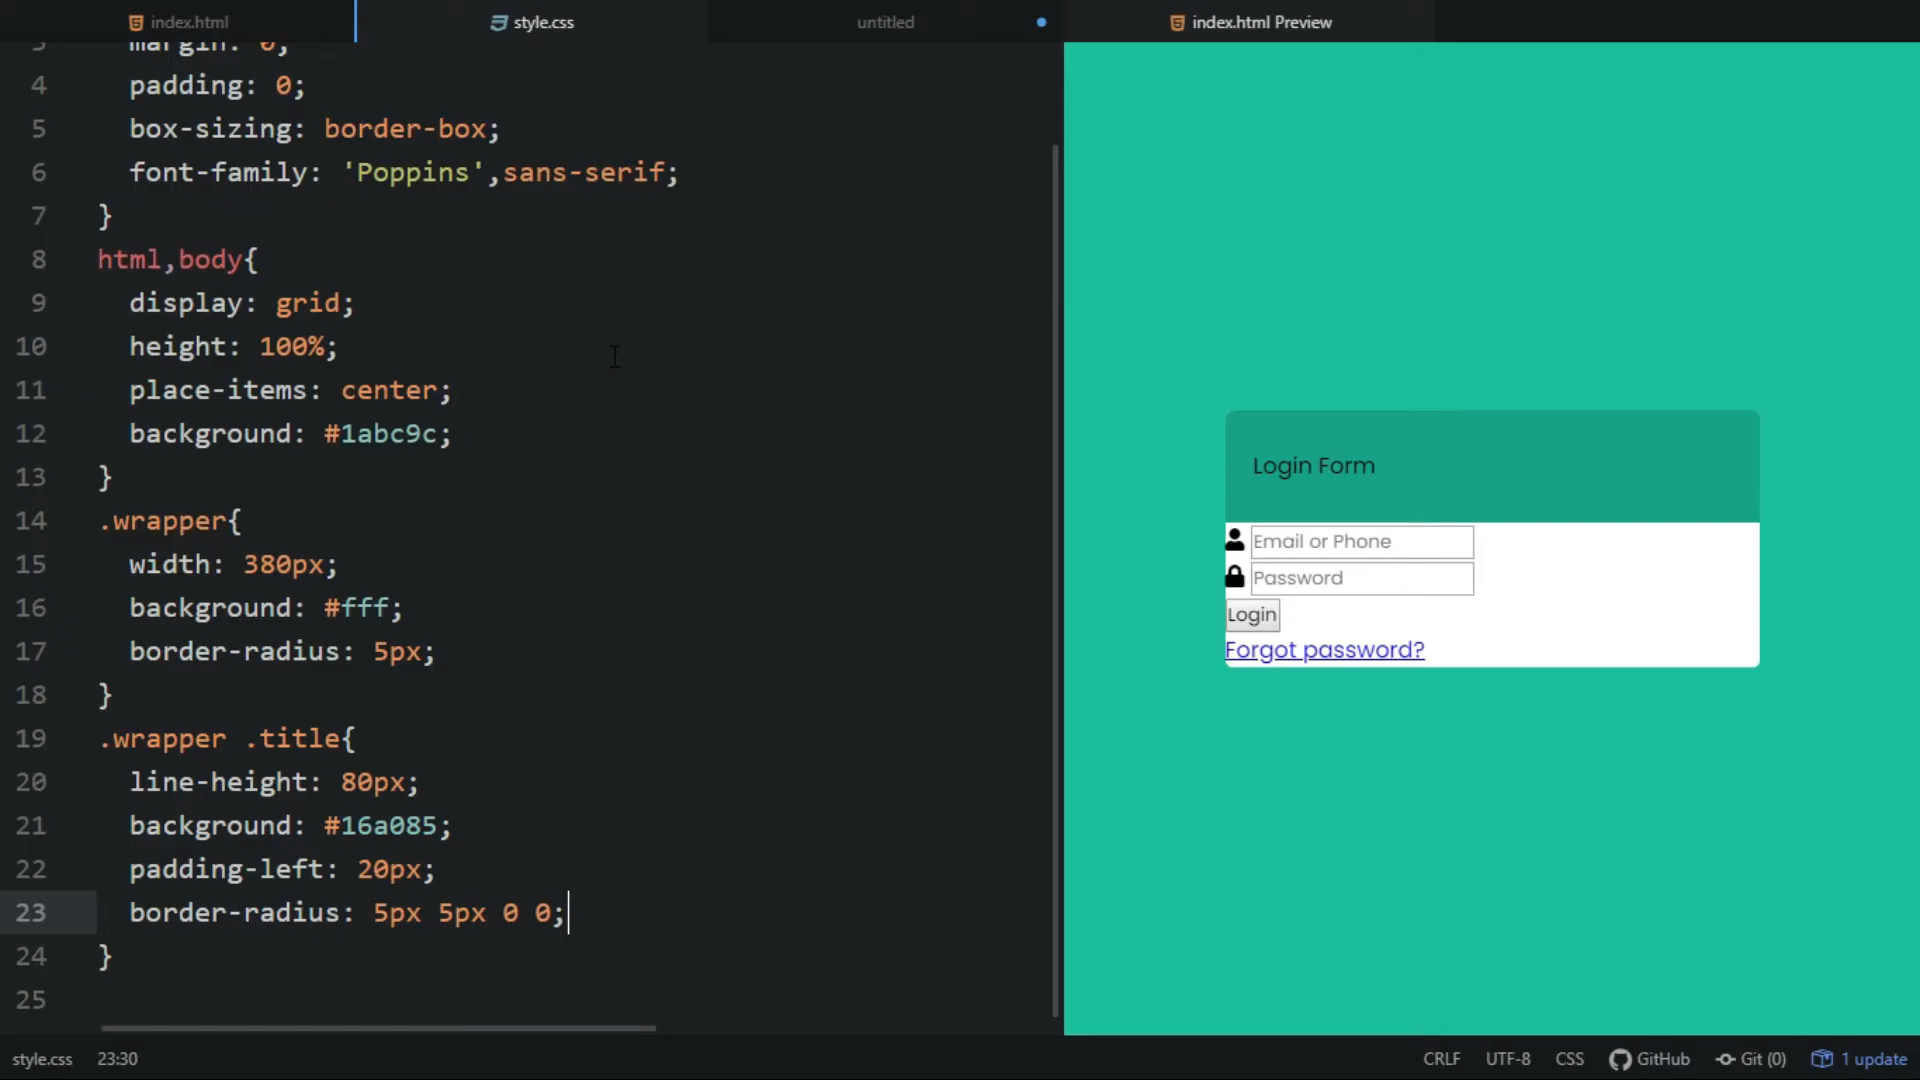 index.html
style.css
untitled
index.html Preview
3 margin: 0;
4 padding: 0;
5 box-sizing: border-box;
6 font-family: 'Poppins',sans-serif;
7 }
8 html,body{
9 display: grid;
10 height: 100%;
11 place-items: center;
12 background: #1abc9c;
13 }
14 .wrapper{
15 width: 380px;
16 background: #fff;
17 border-radius: 5px;
18 }
19 .wrapper .title{
20 line-height: 80px;
21 background: #16a085;
22 padding-left: 20px;
23 border-radius: 5px 5px 0 0;
24 }
25
Login Form
Email or Phone
Password
Login
Forgot password?
style.css 23:30
CRLF UTF-8 CSS GitHub Git (0) 1 update